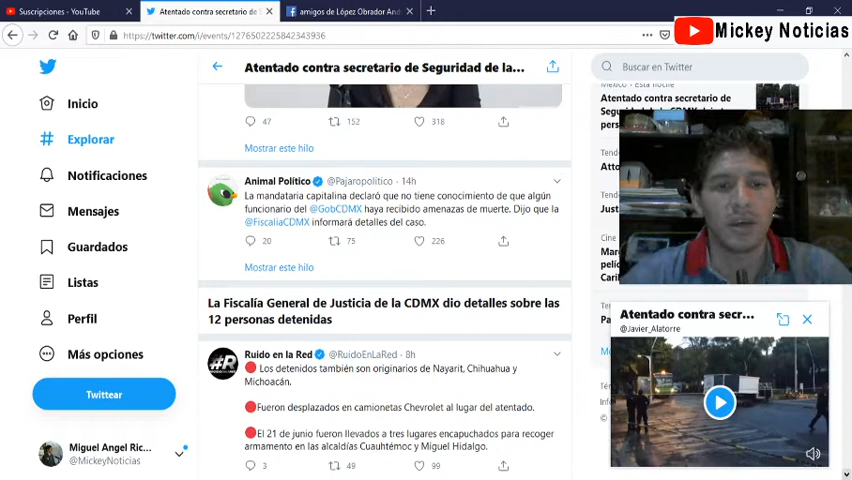 Suscripciones - YouTube
Atentado contra secretario de S
amigos de López Obrador And
https://twitter.com/i/events/1276502225842343936
Mickey Noticias
Inicio
Explorar
Notificaciones
Mensajes
Guardados
Listas
Perfil
Más opciones
Twittear
Miguel Angel Ric...
@MickeyNoticias
Atentado contra secretario de Seguridad de la...
47
152
318
Mostrar este hilo
Animal Político @Pajaropolitico · 14h
La mandataria capitalina declaró que no tiene conocimiento de que algún
funcionario del @GobCDMX haya recibido amenazas de muerte. Dijo que la
@FiscaliaCDMX informará detalles del caso.
20
75
226
Mostrar este hilo
La Fiscalía General de Justicia de la CDMX dio detalles sobre las
12 personas detenidas
#R
Ruido en la Red @RuidoEnLaRed · 8h
Los detenidos también son originarios de Nayarit, Chihuahua y
Michoacán.
Fueron desplazados en camionetas Chevrolet al lugar del atentado.
El 21 de junio fueron llevados a tres lugares encapuchados para recoger
armamento en las alcaldías Cuauhtémoc y Miguel Hidalgo.
3
49
99
Buscar en Twitter
México · Esta noche
Atentado contra secretario de
Cine
Atentado contra secr...
@Javier_Alatorre